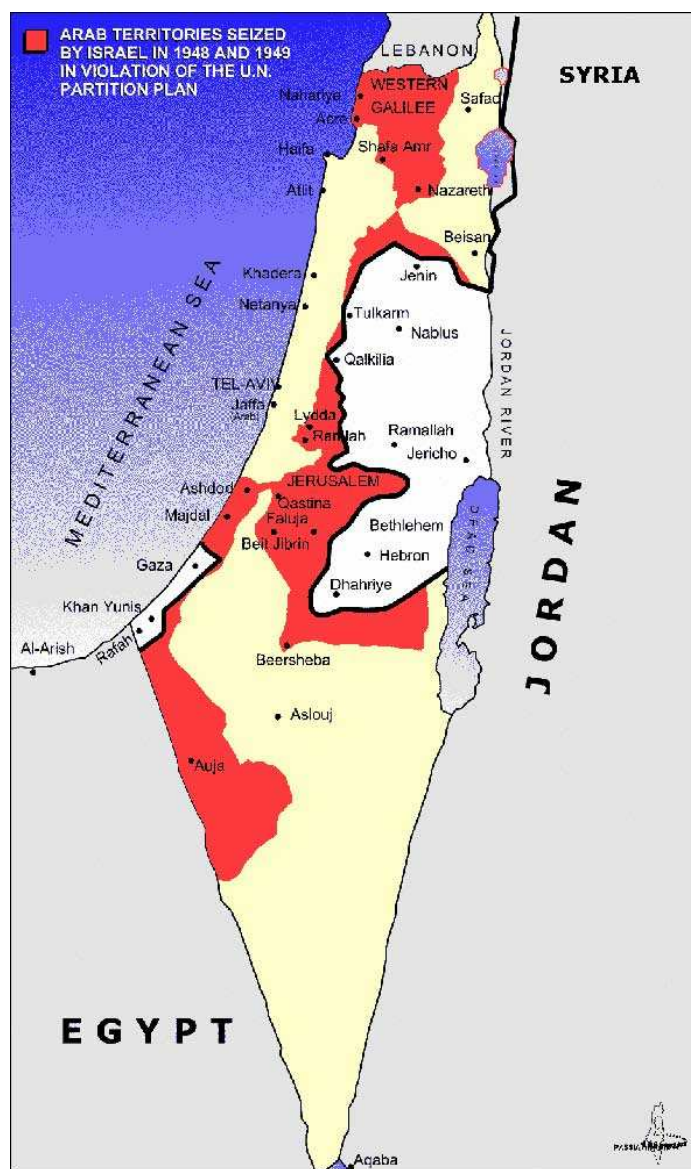 ARAB TERRITORIES SEIZED
BY ISRAEL IN 1948 AND 1949
IN VIOLATION OF THE U.N.
PARTITION PLAN
LEBANON
SYRIA
WESTERN
GALILEE
Nahariye
Safad
Acre
Haifa
Shafa Amr
Atlit
Nazareth
Beisan
Khadera
Jenin
Netanya
Tulkarm
Nablus
MEDITERRANEAN SEA
JORDAN RIVER
Qalkilia
TEL-AVIV
Jaffa
(Arab)
Lydda
Ramlah
Ramallah
Jericho
JERUSALEM
Ashdod
Qastina
Majdal
Faluja
Bethlehem
Beit Jibrin
DEAD SEA
Hebron
Gaza
Dhahriye
Khan Yunis
Rafah
Al-Arish
JORDAN
Beersheba
Aslouj
Auja
EGYPT
Aqaba